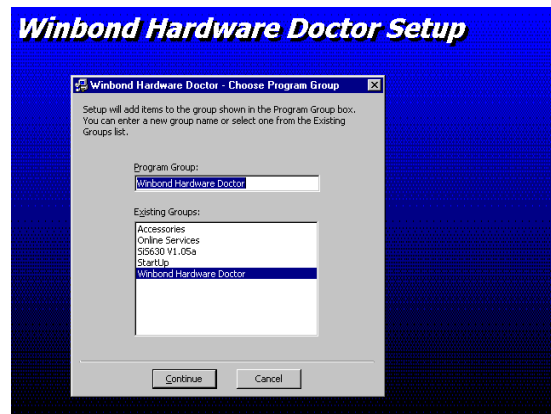 Winbond Hardware Doctor Setup
Winbond Hardware Doctor - Choose Program Group
Setup will add items to the group shown in the Program Group box.
You can enter a new group name or select one from the Existing
Groups list.
Program Group:
Winbond Hardware Doctor
Existing Groups:
Accessories
Online Services
SiS630 V1.05a
StartUp
Winbond Hardware Doctor
Continue
Cancel